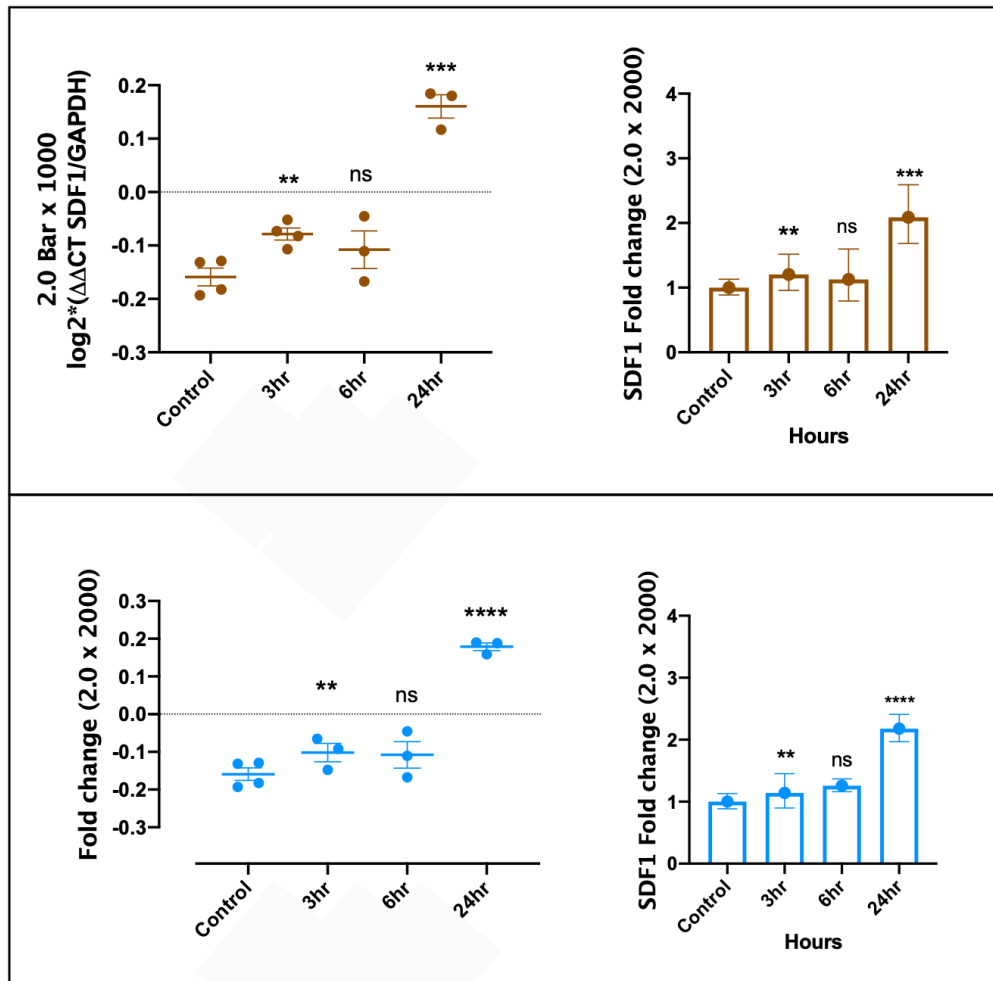 2.0 Bar x 1000
log2*(ΔΔCT SDF1/GAPDH)
0.2
0.1
0.0
-0.1
-0.2
-0.3
**
ns
***
Control
3hr
6hr
24hr
SDF1 Fold change (2.0 x 2000)
4
3
2
1
0
**
ns
***
Control
3hr
6hr
24hr
Hours
Fold change (2.0 x 2000)
0.3
0.2
0.1
0.0
-0.1
-0.2
-0.3
**
ns
****
Control
3hr
6hr
24hr
SDF1 Fold change (2.0 x 2000)
4
3
2
1
0
**
ns
****
Control
3hr
6hr
24hr
Hours